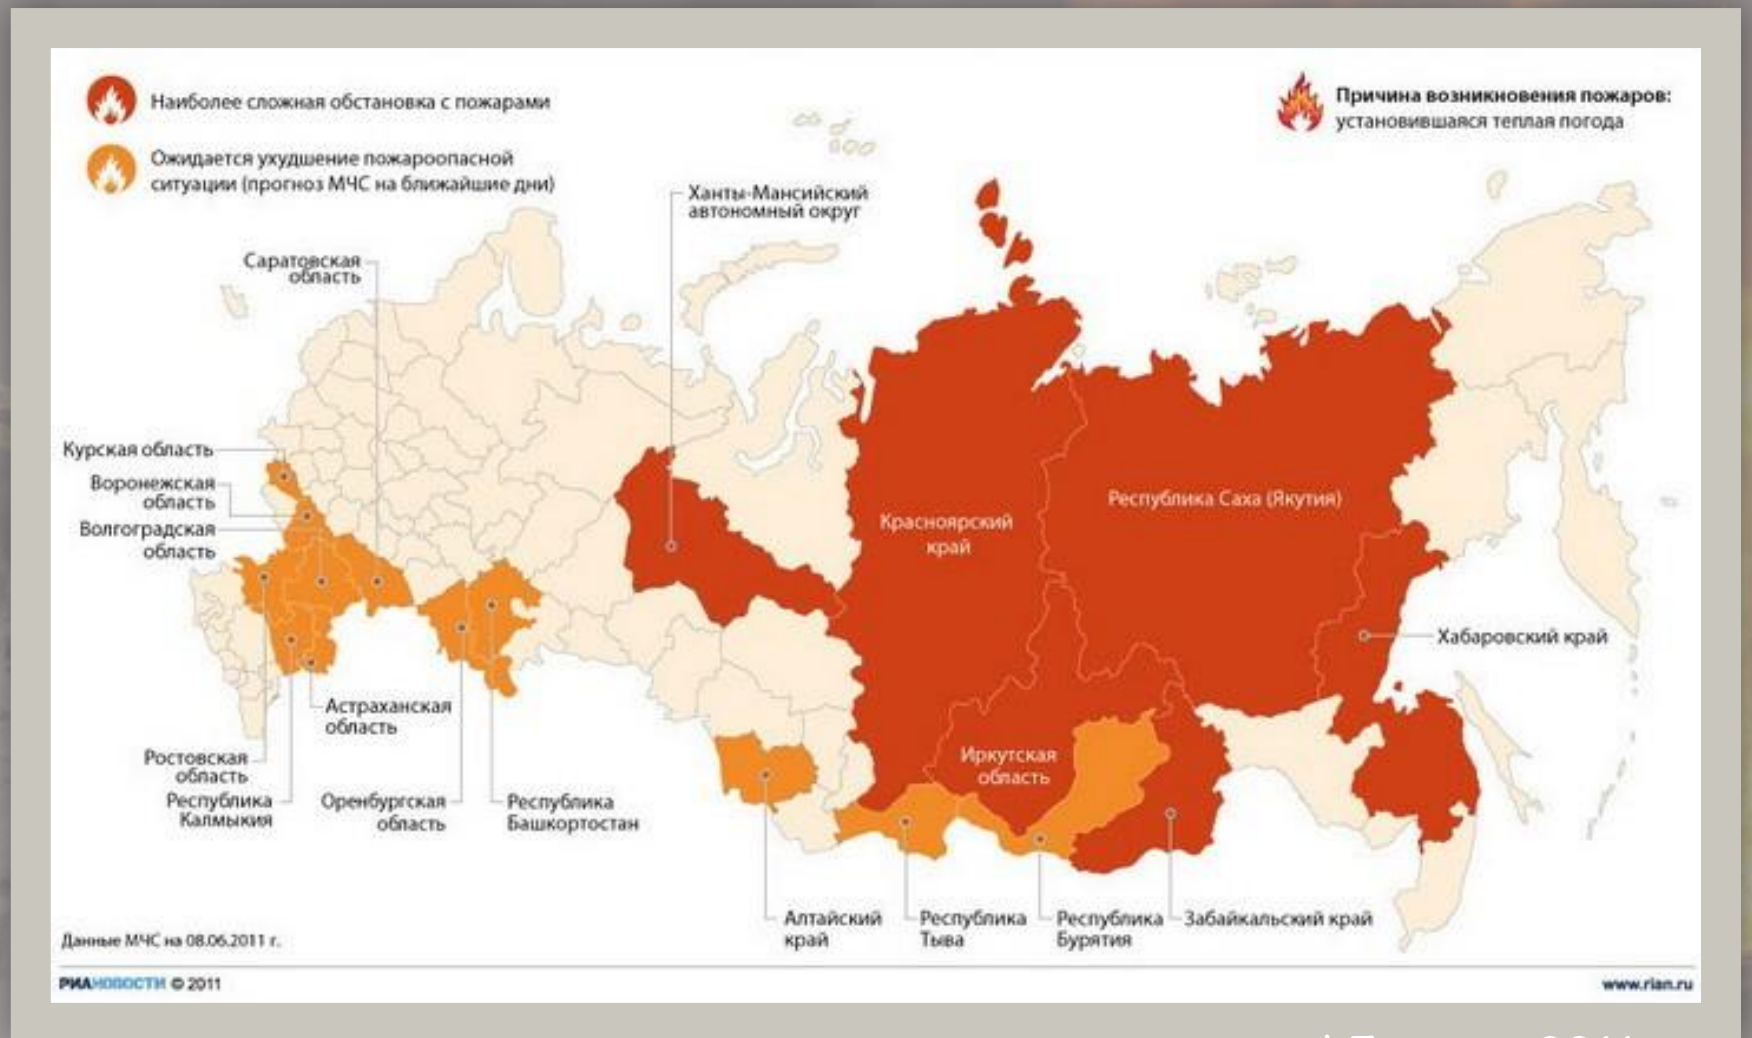 Наиболее сложная обстановка с пожарами
Ожидается ухудшение пожароопасной
ситуации (прогноз МЧС на ближайшие дни)
Причина возникновения пожаров:
установившаяся теплая погода
Ханты-Мансийский
автономный округ
Саратовская
область
Курская область
Воронежская
область
Волгоградская
область
Красноярский
край
Республика Саха (Якутия)
Хабаровский край
Иркутская
область
Астраханская
область
Ростовская
область
Республика
Калмыкия
Оренбургская
область
Республика
Башкортостан
Алтайский
край
Республика
Тыва
Республика
Бурятия
Забайкальский край
Данные МЧС на 08.06.2011 г.
РИАНОВОСТИ © 2011
www.rian.ru